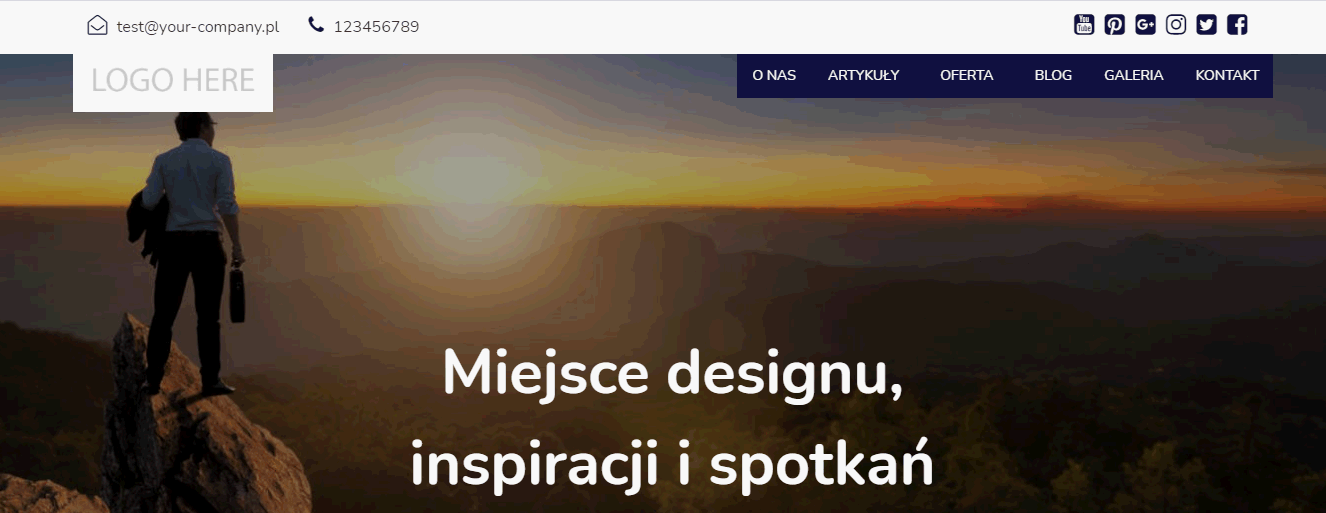 test@your-company.pl 123456789
You Tube
LOGO HERE
O NAS ARTYKUŁY OFERTA BLOG GALERIA KONTAKT
Miejsce designu,
inspiracji i spotkań